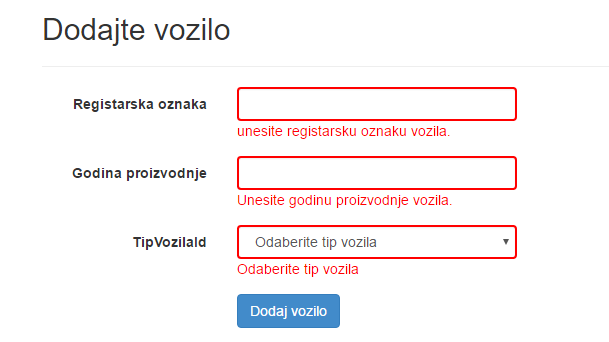 Dodajte vozilo
Registarska oznaka
unesite registarsku oznaku vozila.
Godina proizvodnje
Unesite godinu proizvodnje vozila.
TipVozilaId
Odaberite tip vozila
Odaberite tip vozila
Dodaj vozilo